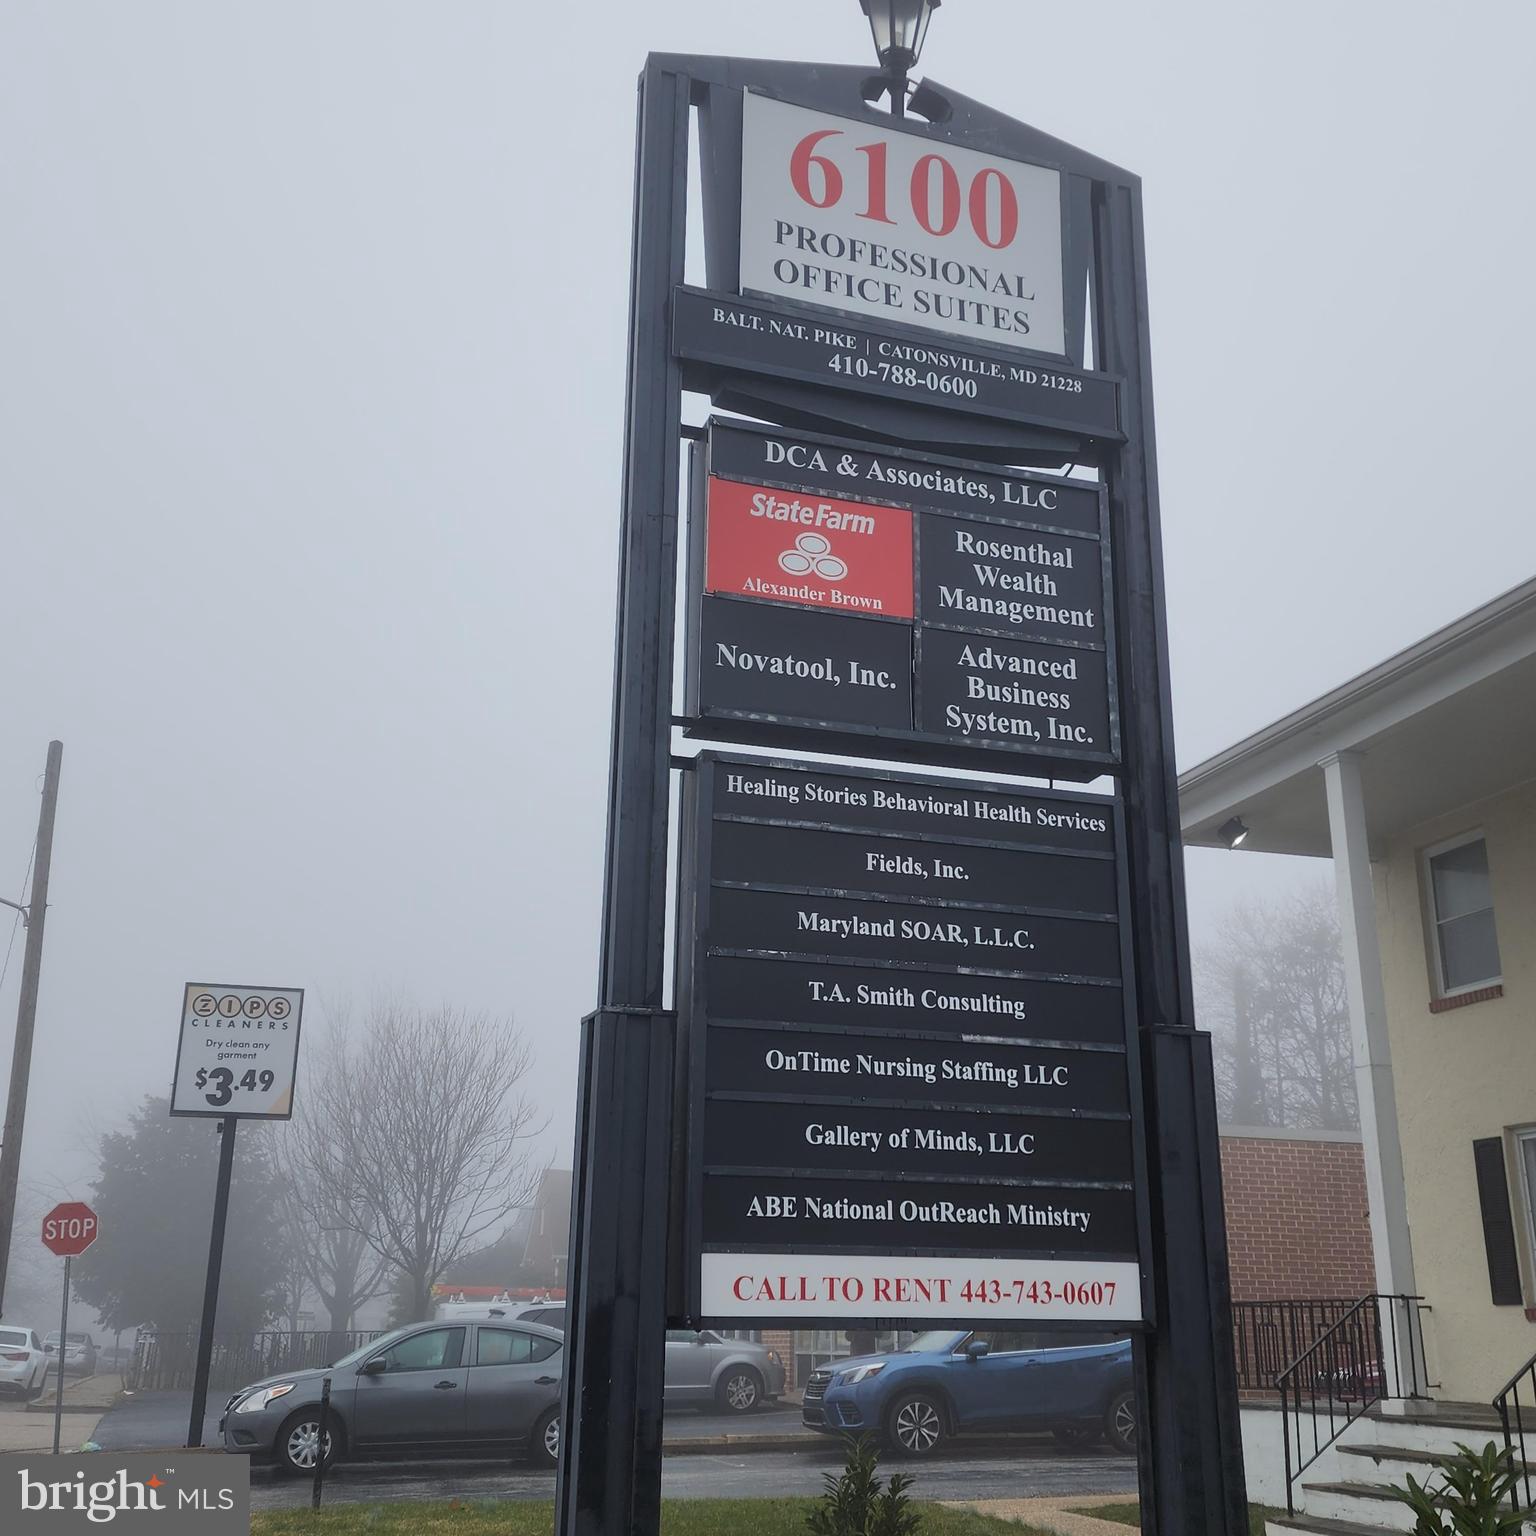 6100
PROFESSIONAL
OFFICE SUITES
BALT. NAT. PIKE | CATONSVILLE, MD 21228
410-788-0600
DCA & Associates, LLC
State Farm
Alexander Brown
Rosenthal
Wealth
Management
Novatool, Inc.
Advanced
Business
System, Inc.
Healing Stories Behavioral Health Services
Fields, Inc.
Maryland SOAR, L.L.C.
T.A. Smith Consulting
OnTime Nursing Staffing LLC
Gallery of Minds, LLC
ABE National OutReach Ministry
CALL TO RENT 443-743-0607
ZIPS
CLEANERS
Dry clean any
garment
$3.49
STOP
bright™ MLS